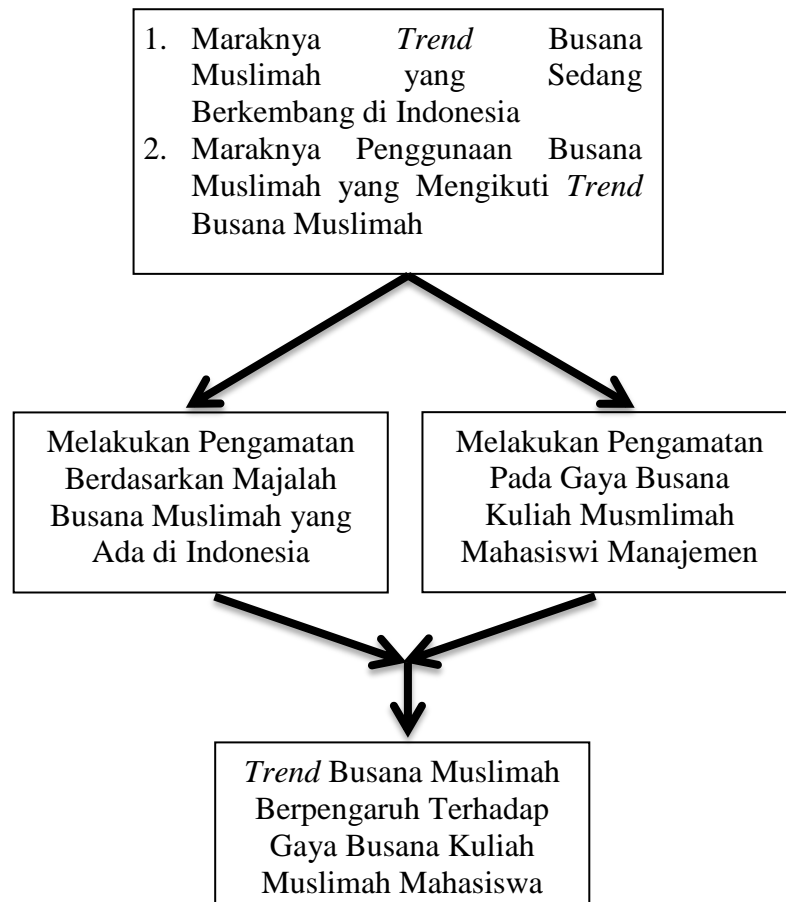 1. Maraknya Trend Busana
Muslimah yang Sedang
Berkembang di Indonesia
2. Maraknya Penggunaan Busana
Muslimah yang Mengikuti Trend
Busana Muslimah
Melakukan Pengamatan
Berdasarkan Majalah
Busana Muslimah yang
Ada di Indonesia
Melakukan Pengamatan
Pada Gaya Busana
Kuliah Musmlimah
Mahasiswi Manajemen
Trend Busana Muslimah
Berpengaruh Terhadap
Gaya Busana Kuliah
Muslimah Mahasiswa